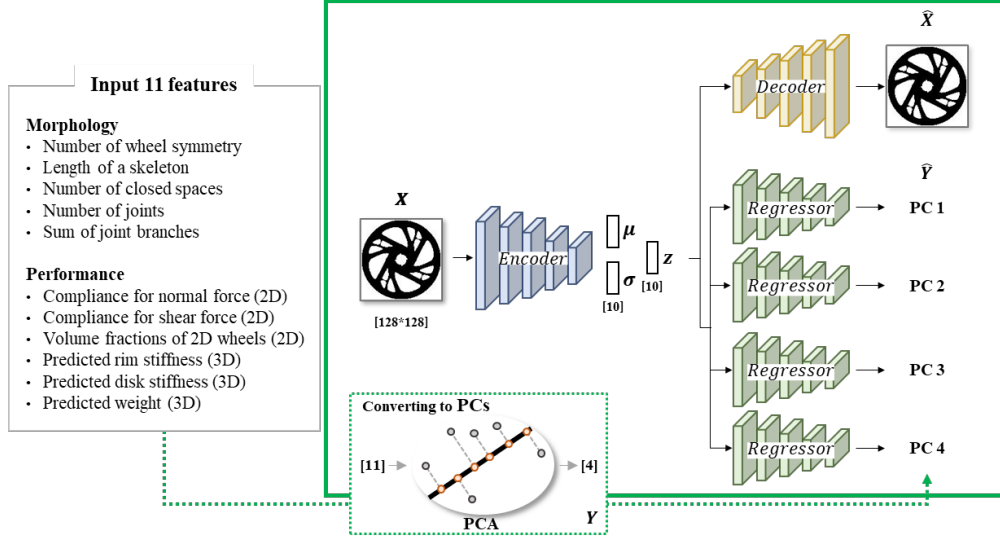 Input 11 features
Morphology
• Number of wheel symmetry
• Length of a skeleton
• Number of closed spaces
• Number of joints
• Sum of joint branches
Performance
• Compliance for normal force (2D)
• Compliance for shear force (2D)
• Volume fractions of 2D wheels (2D)
• Predicted rim stiffness (3D)
• Predicted disk stiffness (3D)
• Predicted weight (3D)
X
[128*128]
Encoder
μ
σ
[10]
z
[10]
Decoder
X̂
Ŷ
Regressor
PC 1
Regressor
PC 2
Regressor
PC 3
Regressor
PC 4
Converting to PCs
[11]
[4]
PCA
Y